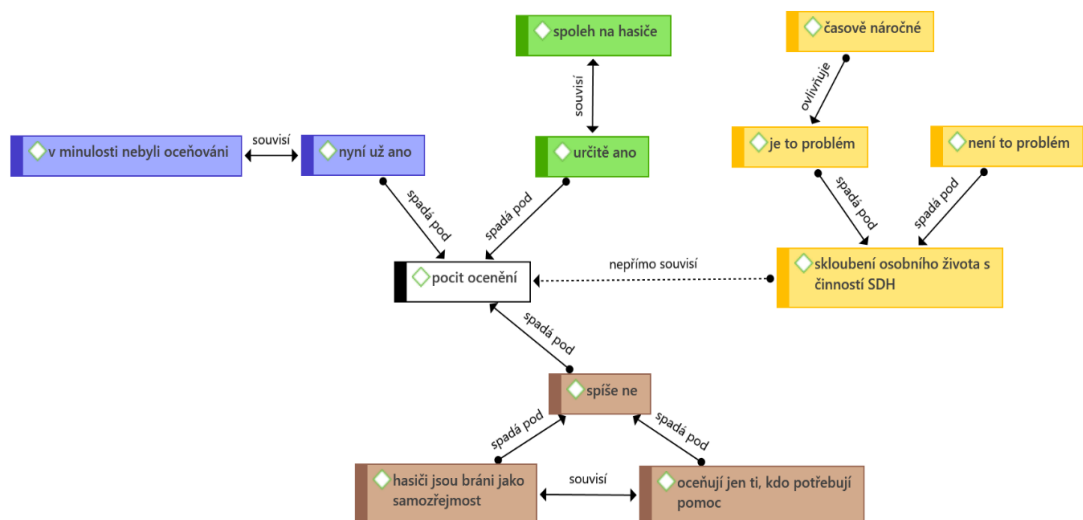 spoleh na hasiče
časově náročné
souvisí
ovlivňuje
v minulosti nebyli oceňováni
souvisí
nyní už ano
určitě ano
je to problém
není to problém
spadá pod
spadá pod
spadá pod
spadá pod
pocit ocenění
nepřímo souvisí
skloubení osobního života s
činností SDH
spadá pod
spíše ne
spadá pod
spadá pod
hasiči jsou bráni jako
samozřejmost
souvisí
oceňují jen ti, kdo potřebují
pomoc